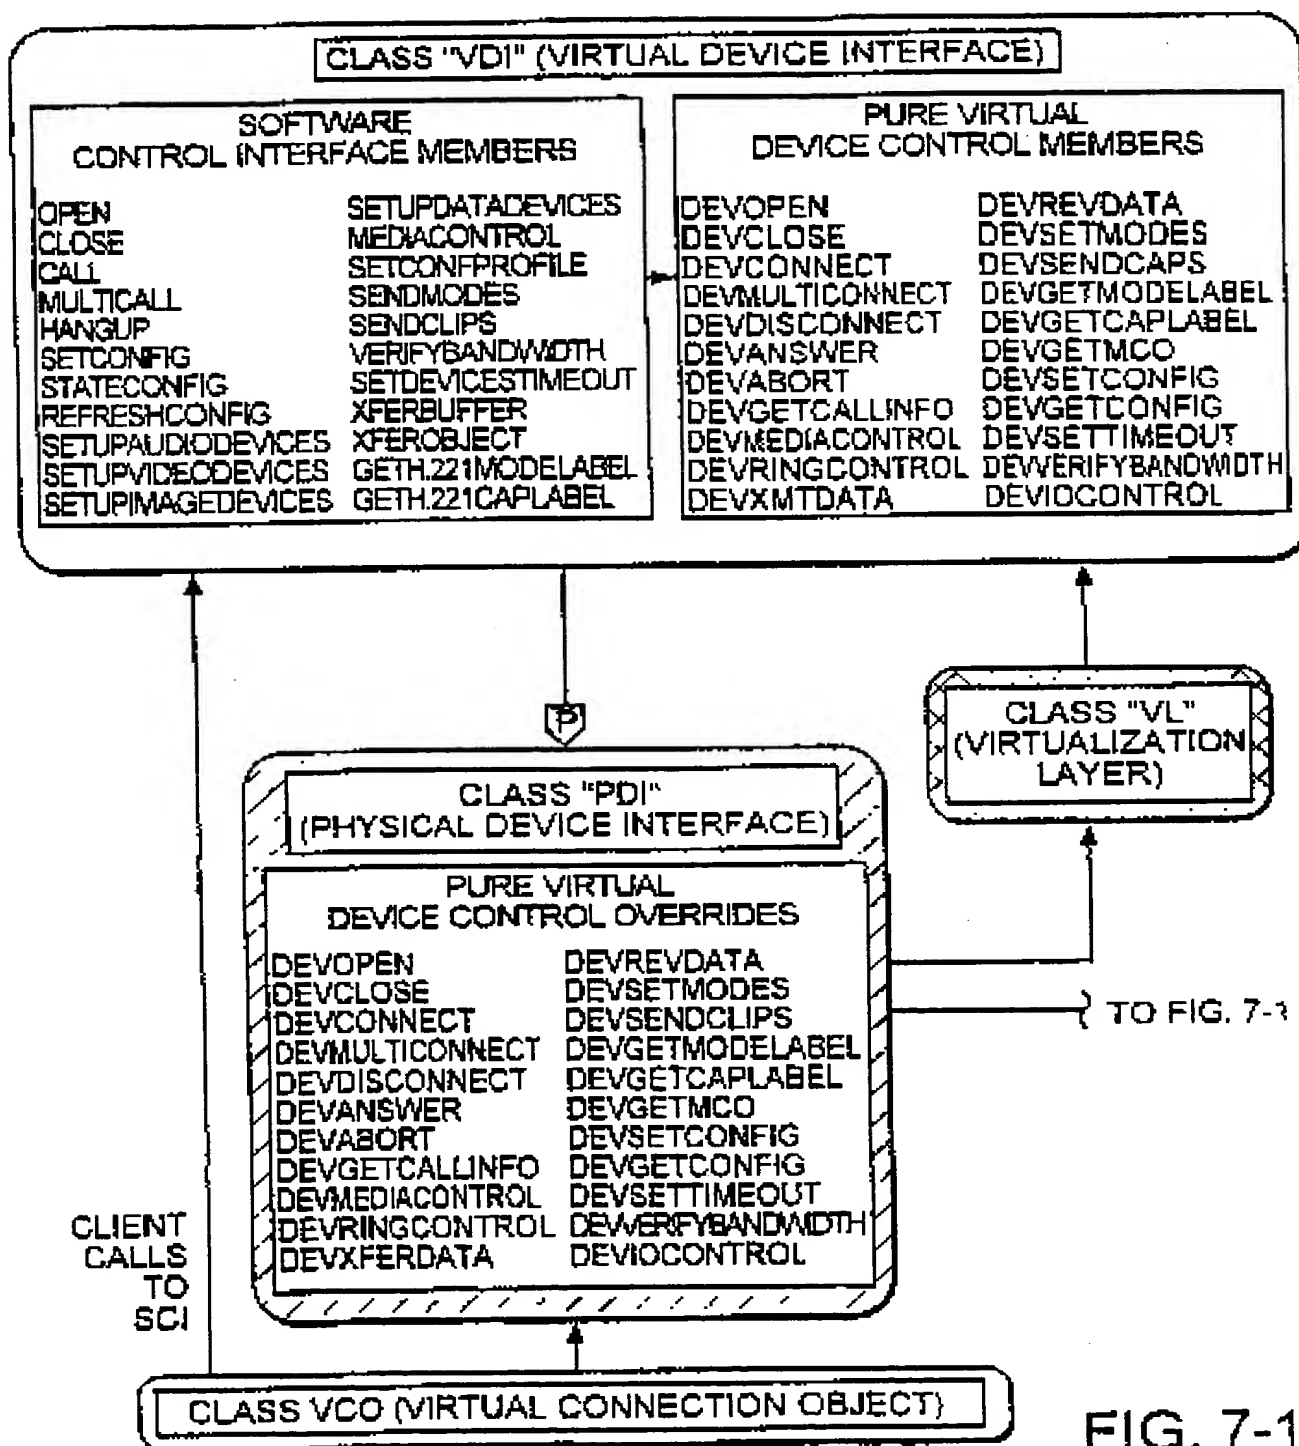 CLASS "VDI" (VIRTUAL DEVICE INTERFACE)
SOFTWARE
CONTROL INTERFACE MEMBERS
OPEN
CLOSE
CALL
MULTICALL
HANGUP
SETCONFIG
STATECONFIG
REFRESHCONFIG
SETUPAUDIODEVICES
SETUPVIDEODEVICES
SETUPIMAGEDEVICES
SETUPDATADEVICES
MEDIACONTROL
SETCONFPROFILE
SENDMODES
SENDCLIPS
VERIFYBANDWIDTH
SETDEVICESTIMEOUT
XFERBUFFER
XFEROBJECT
GETH.221MODELABEL
GETH.221CAPLABEL
PURE VIRTUAL
DEVICE CONTROL MEMBERS
DEVOPEN
DEVCLOSE
DEVCONNECT
DEVMULTICONNECT
DEVDISCONNECT
DEVANSWER
DEVABORT
DEVGETCALLINFO
DEVMEDIACONTROL
DEVRINGCONTROL
DEVXMTDATA
DEVREVDATA
DEVSETMODES
DEVSENDCAPS
DEVGETMODELABEL
DEVGETCAPLABEL
DEVGETMCO
DEVSETCONFIG
DEVGETCONFIG
DEVSETTIMEOUT
DEVVERIFYBANDWIDTH
DEVIOCONTROL
P
CLASS "VL"
(VIRTUALIZATION
LAYER)
CLASS "PDI"
(PHYSICAL DEVICE INTERFACE)
PURE VIRTUAL
DEVICE CONTROL OVERRIDES
DEVOPEN
DEVCLOSE
DEVCONNECT
DEVMULTICONNECT
DEVDISCONNECT
DEVANSWER
DEVABORT
DEVGETCALLINFO
DEVMEDIACONTROL
DEVRINGCONTROL
DEVXFERDATA
DEVREVDATA
DEVSETMODES
DEVSENDCLIPS
DEVGETMODELABEL
DEVGETCAPLABEL
DEVGETMCO
DEVSETCONFIG
DEVGETCONFIG
DEVSETTIMEOUT
DEVVERIFYBANDWIDTH
DEVIOCONTROL
TO FIG.
CLIENT
CALLS
TO
SCI
CLASS VCO (VIRTUAL CONNECTION OBJECT)
FIG. 7-1